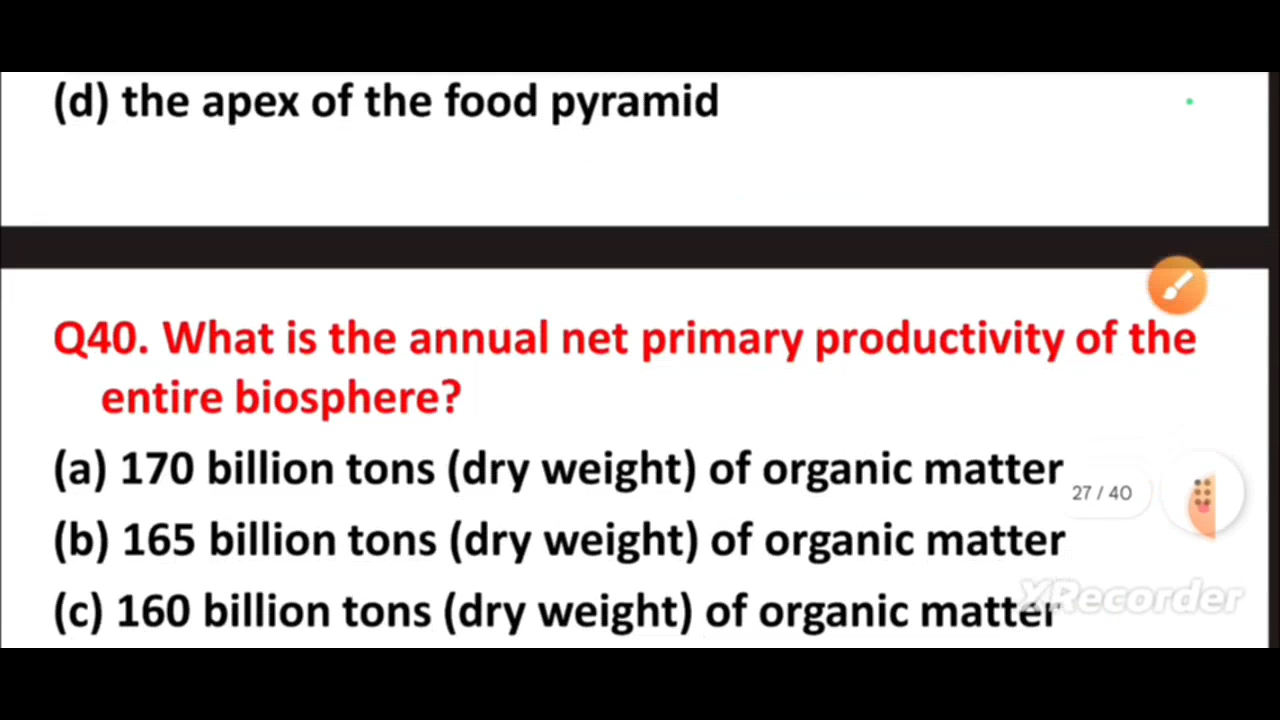 (d) the apex of the food pyramid
Q40. What is the annual net primary productivity of the
entire biosphere?
(a) 170 billion tons (dry weight) of organic matter
27 / 40
(b) 165 billion tons (dry weight) of organic matter
XRecorder
(c) 160 billion tons (dry weight) of organic matter